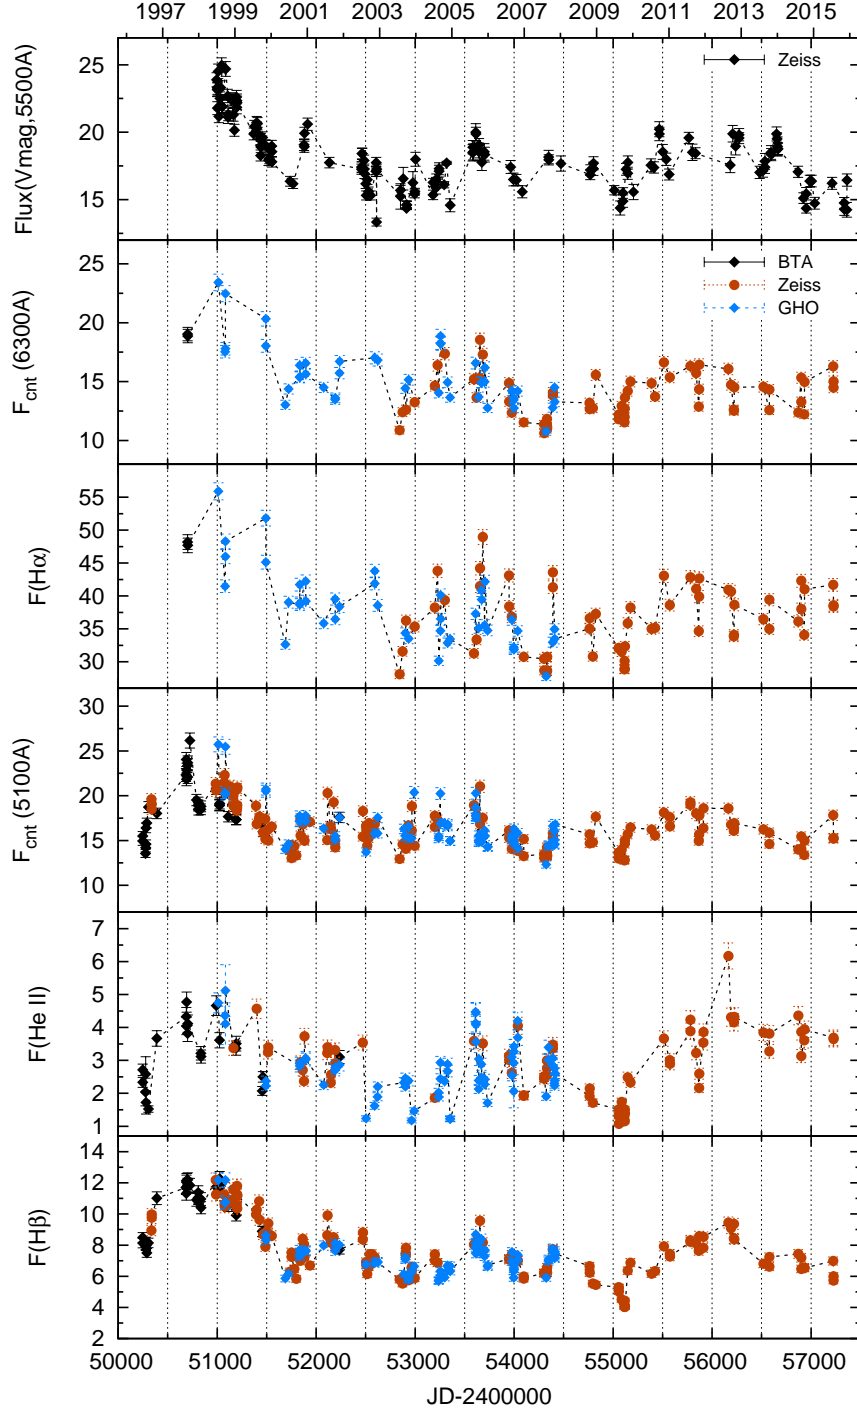 1997 1999 2001 2003 2005 2007 2009 2011 2013 2015
Flux(Vmag,5500A)
25
20
15
Zeiss
F_cnt (6300A)
25
20
15
10
BTA
Zeiss
GHO
F(Hα)
55
50
45
40
35
30
F_cnt (5100A)
30
25
20
15
10
F(He II)
7
6
5
4
3
2
1
F(Hβ)
14
12
10
8
6
4
2
50000 51000 52000 53000 54000 55000 56000 57000
JD-2400000